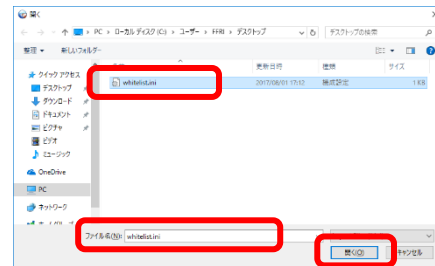 開く
PC › ローカル ディスク (C:) › ユーザー › FFRI › デスクトップ
デスクトップの検索
整理 新しいフォルダー
更新日時 種類 サイズ
クイック アクセス
whitelist.ini 2017/08/01 17:52 構成設定 1 KB
デスクトップ
ダウンロード
ドキュメント
ピクチャ
ビデオ
ミュージック
OneDrive
PC
ネットワーク
ファイル名(N): whitelist.ini
開く(O) キャンセル